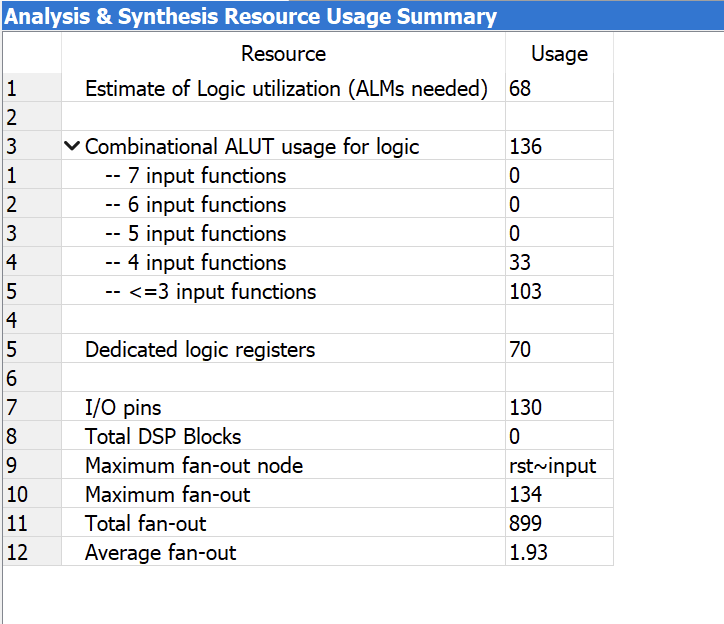 Analysis & Synthesis Resource Usage Summary
Resource Usage
1 Estimate of Logic utilization (ALMs needed) 68
2
3 Combinational ALUT usage for logic 136
1 -- 7 input functions 0
2 -- 6 input functions 0
3 -- 5 input functions 0
4 -- 4 input functions 33
5 -- <=3 input functions 103
4
5 Dedicated logic registers 70
6
7 I/O pins 130
8 Total DSP Blocks 0
9 Maximum fan-out node rst~input
10 Maximum fan-out 134
11 Total fan-out 899
12 Average fan-out 1.93